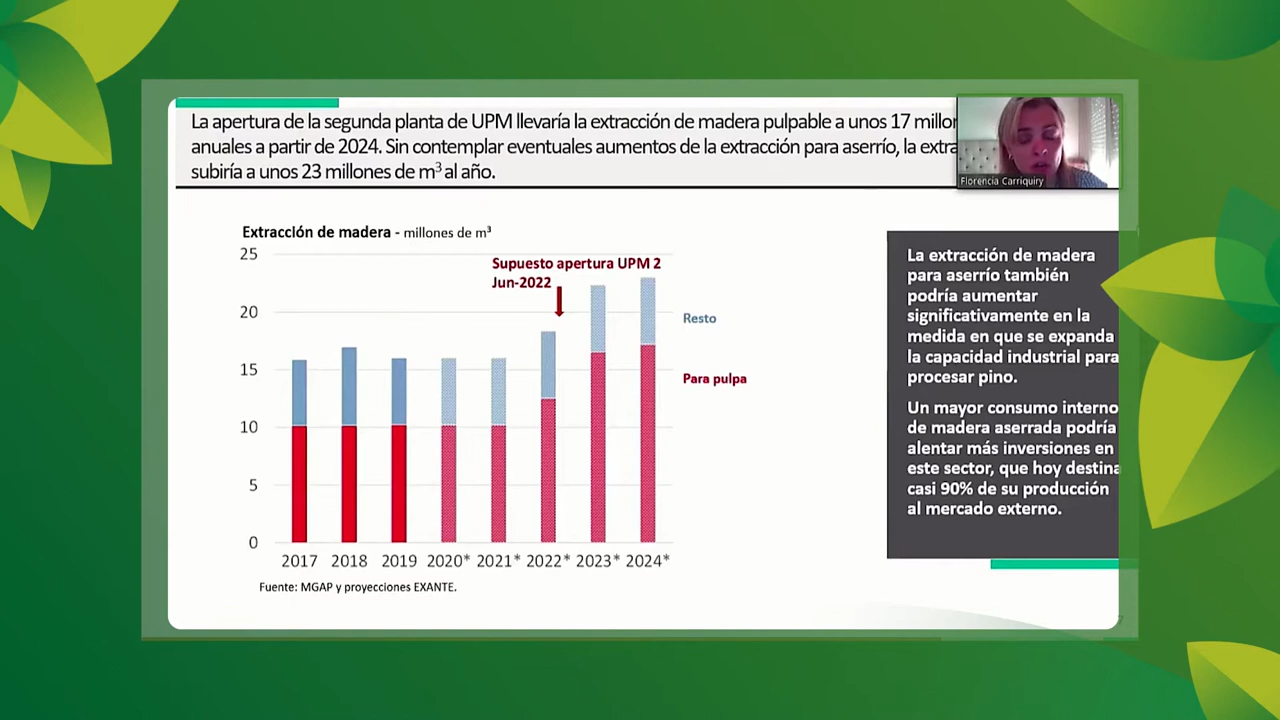 La apertura de la segunda planta de UPM llevaría la extracción de madera pulpable a unos 17
anuales a partir de 2024. Sin contemplar eventuales aumentos de la extracción para aserrío, la
subiría a unos 23 millones de m³ al año.
Florencia Carriquiry
Extracción de madera - millones de m³
25
20
15
10
5
0
Supuesto apertura UPM 2
Jun-2022
Resto
Para pulpa
2017 2018 2019 2020* 2021* 2022* 2023* 2024*
Fuente: MGAP y proyecciones EXANTE.
La extracción de madera
para aserrío también
podría aumentar
significativamente en la
medida en que se expanda
la capacidad industrial para
procesar pino.
Un mayor consumo interno
de madera aserrada podría
alentar más inversiones en
este sector, que hoy destina
casi 90% de su producción
al mercado externo.